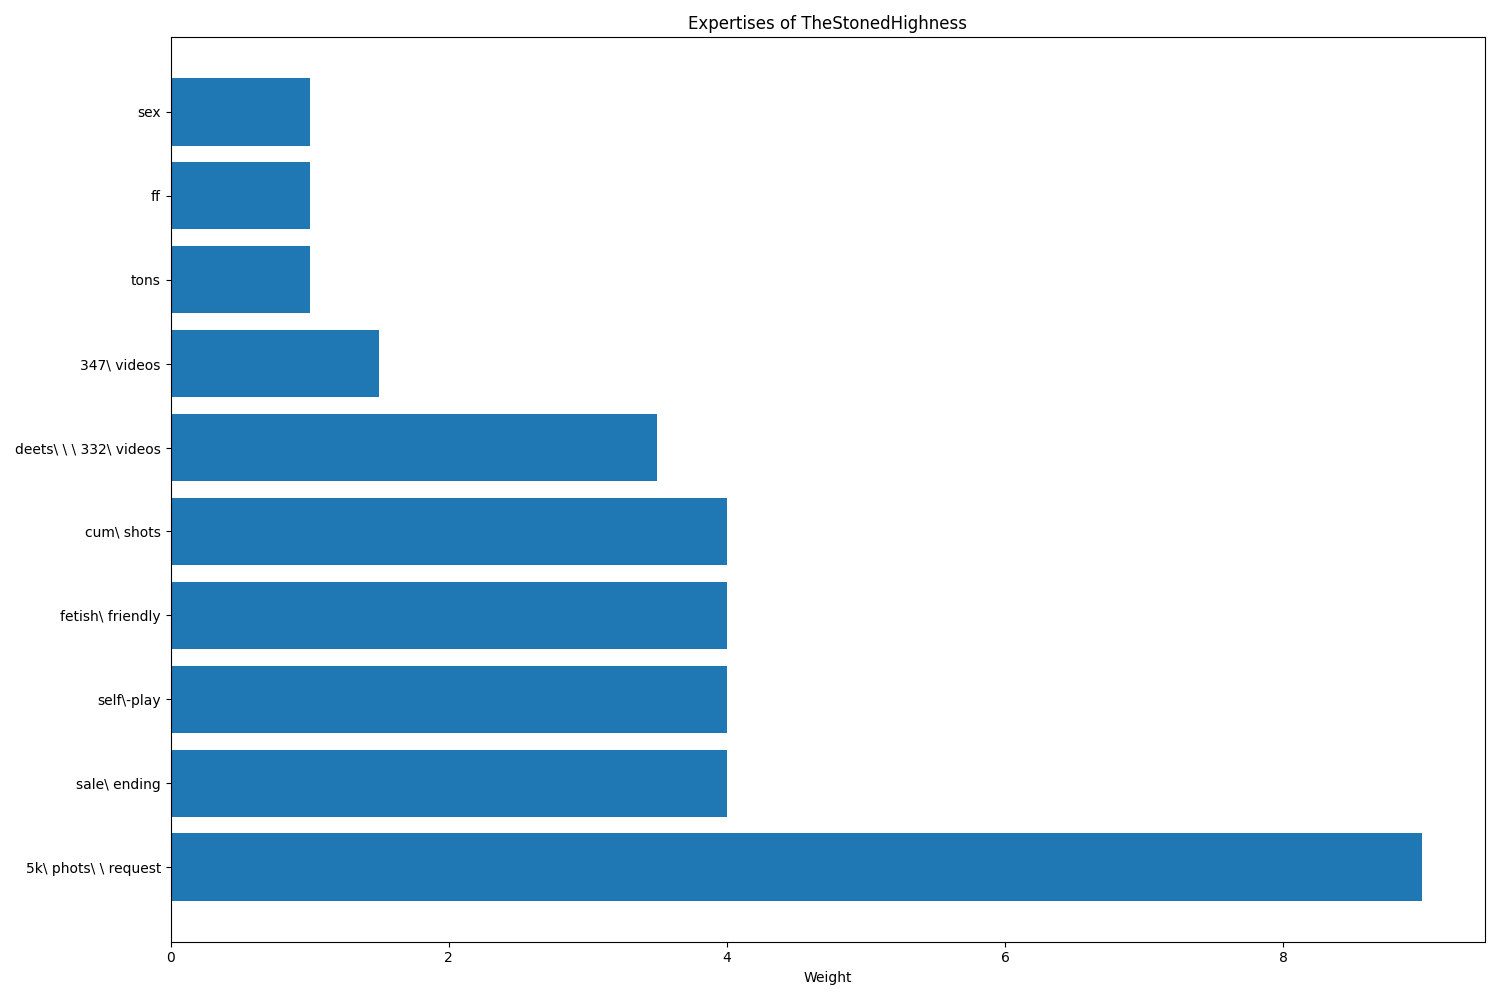 Expertises of TheStonedHighness
sex
ff
tons
347\ videos
deets\ \ \ 332\ videos
cum\ shots
fetish\ friendly
self\-play
sale\ ending
5k\ phots\ \ request
0 2 4 6 8
Weight